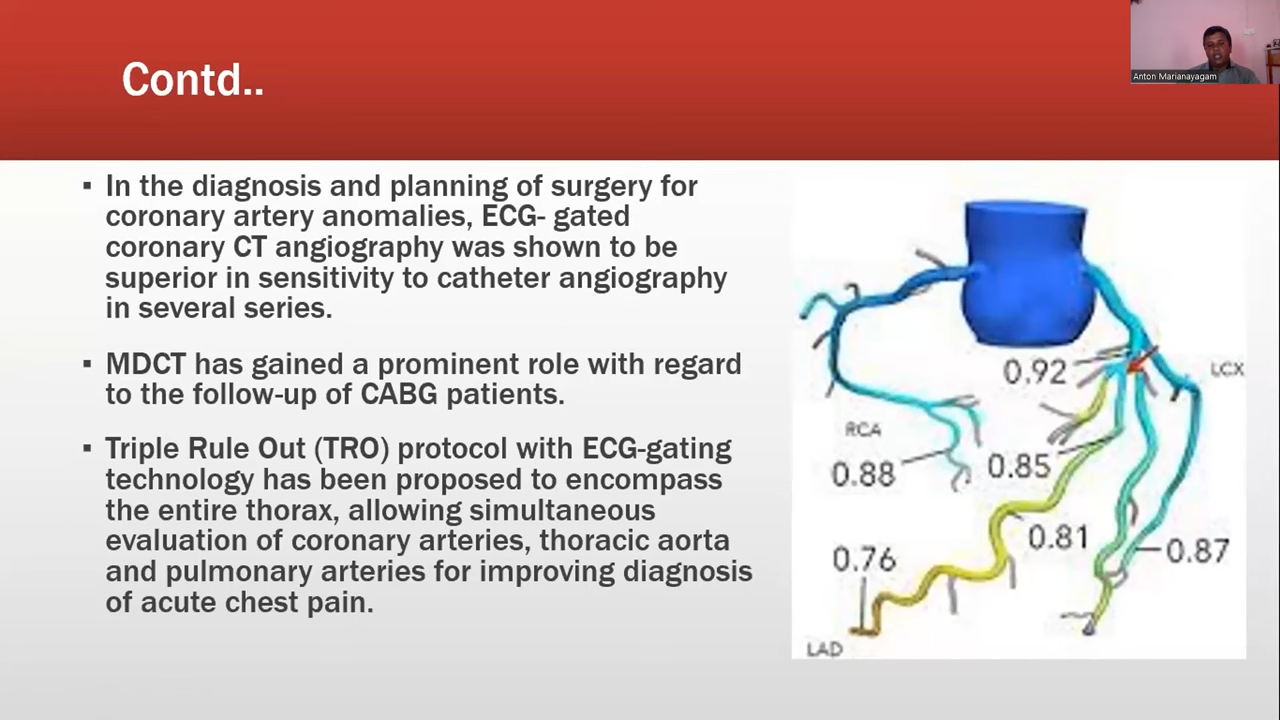 Contd..
Anton Marianayagam
▪ In the diagnosis and planning of surgery for
coronary artery anomalies, ECG- gated
coronary CT angiography was shown to be
superior in sensitivity to catheter angiography
in several series.
▪ MDCT has gained a prominent role with regard
to the follow-up of CABG patients.
▪ Triple Rule Out (TRO) protocol with ECG-gating
technology has been proposed to encompass
the entire thorax, allowing simultaneous
evaluation of coronary arteries, thoracic aorta
and pulmonary arteries for improving diagnosis
of acute chest pain.
0.92
LCX
RCA
0.88
0.85
0.81
0.87
0.76
LAD